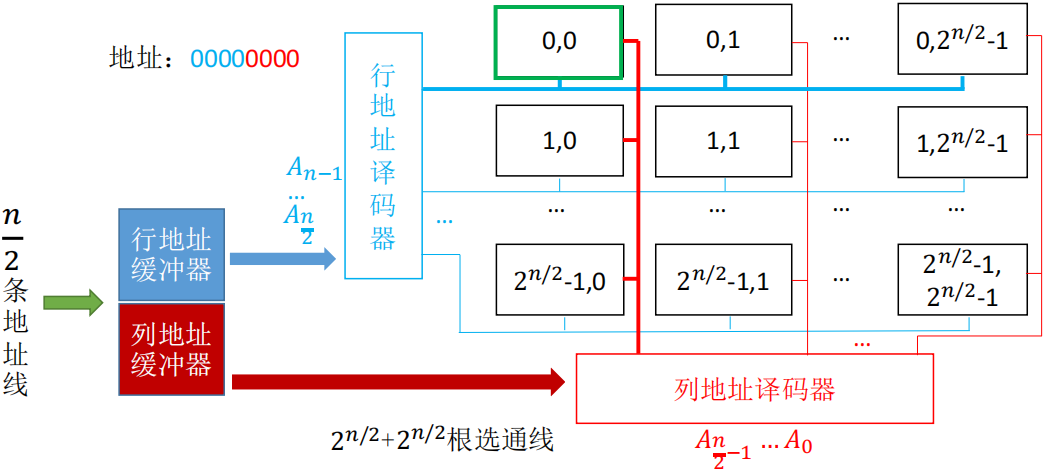 地址：00000000
行地址译码器
0,0
0,1
...
0,2^{n/2}-1
1,0
1,1
...
1,2^{n/2}-1
A_{n-1}
...
A_{\frac{n}{2}}
...
...
...
...
...
2^{n/2}-1,0
2^{n/2}-1,1
...
2^{n/2}-1,
2^{n/2}-1
\frac{n}{2}条地址线
行地址
缓冲器
列地址
缓冲器
...
列地址译码器
2^{n/2}+2^{n/2}根选通线
A_{\frac{n}{2}-1} ... A_0